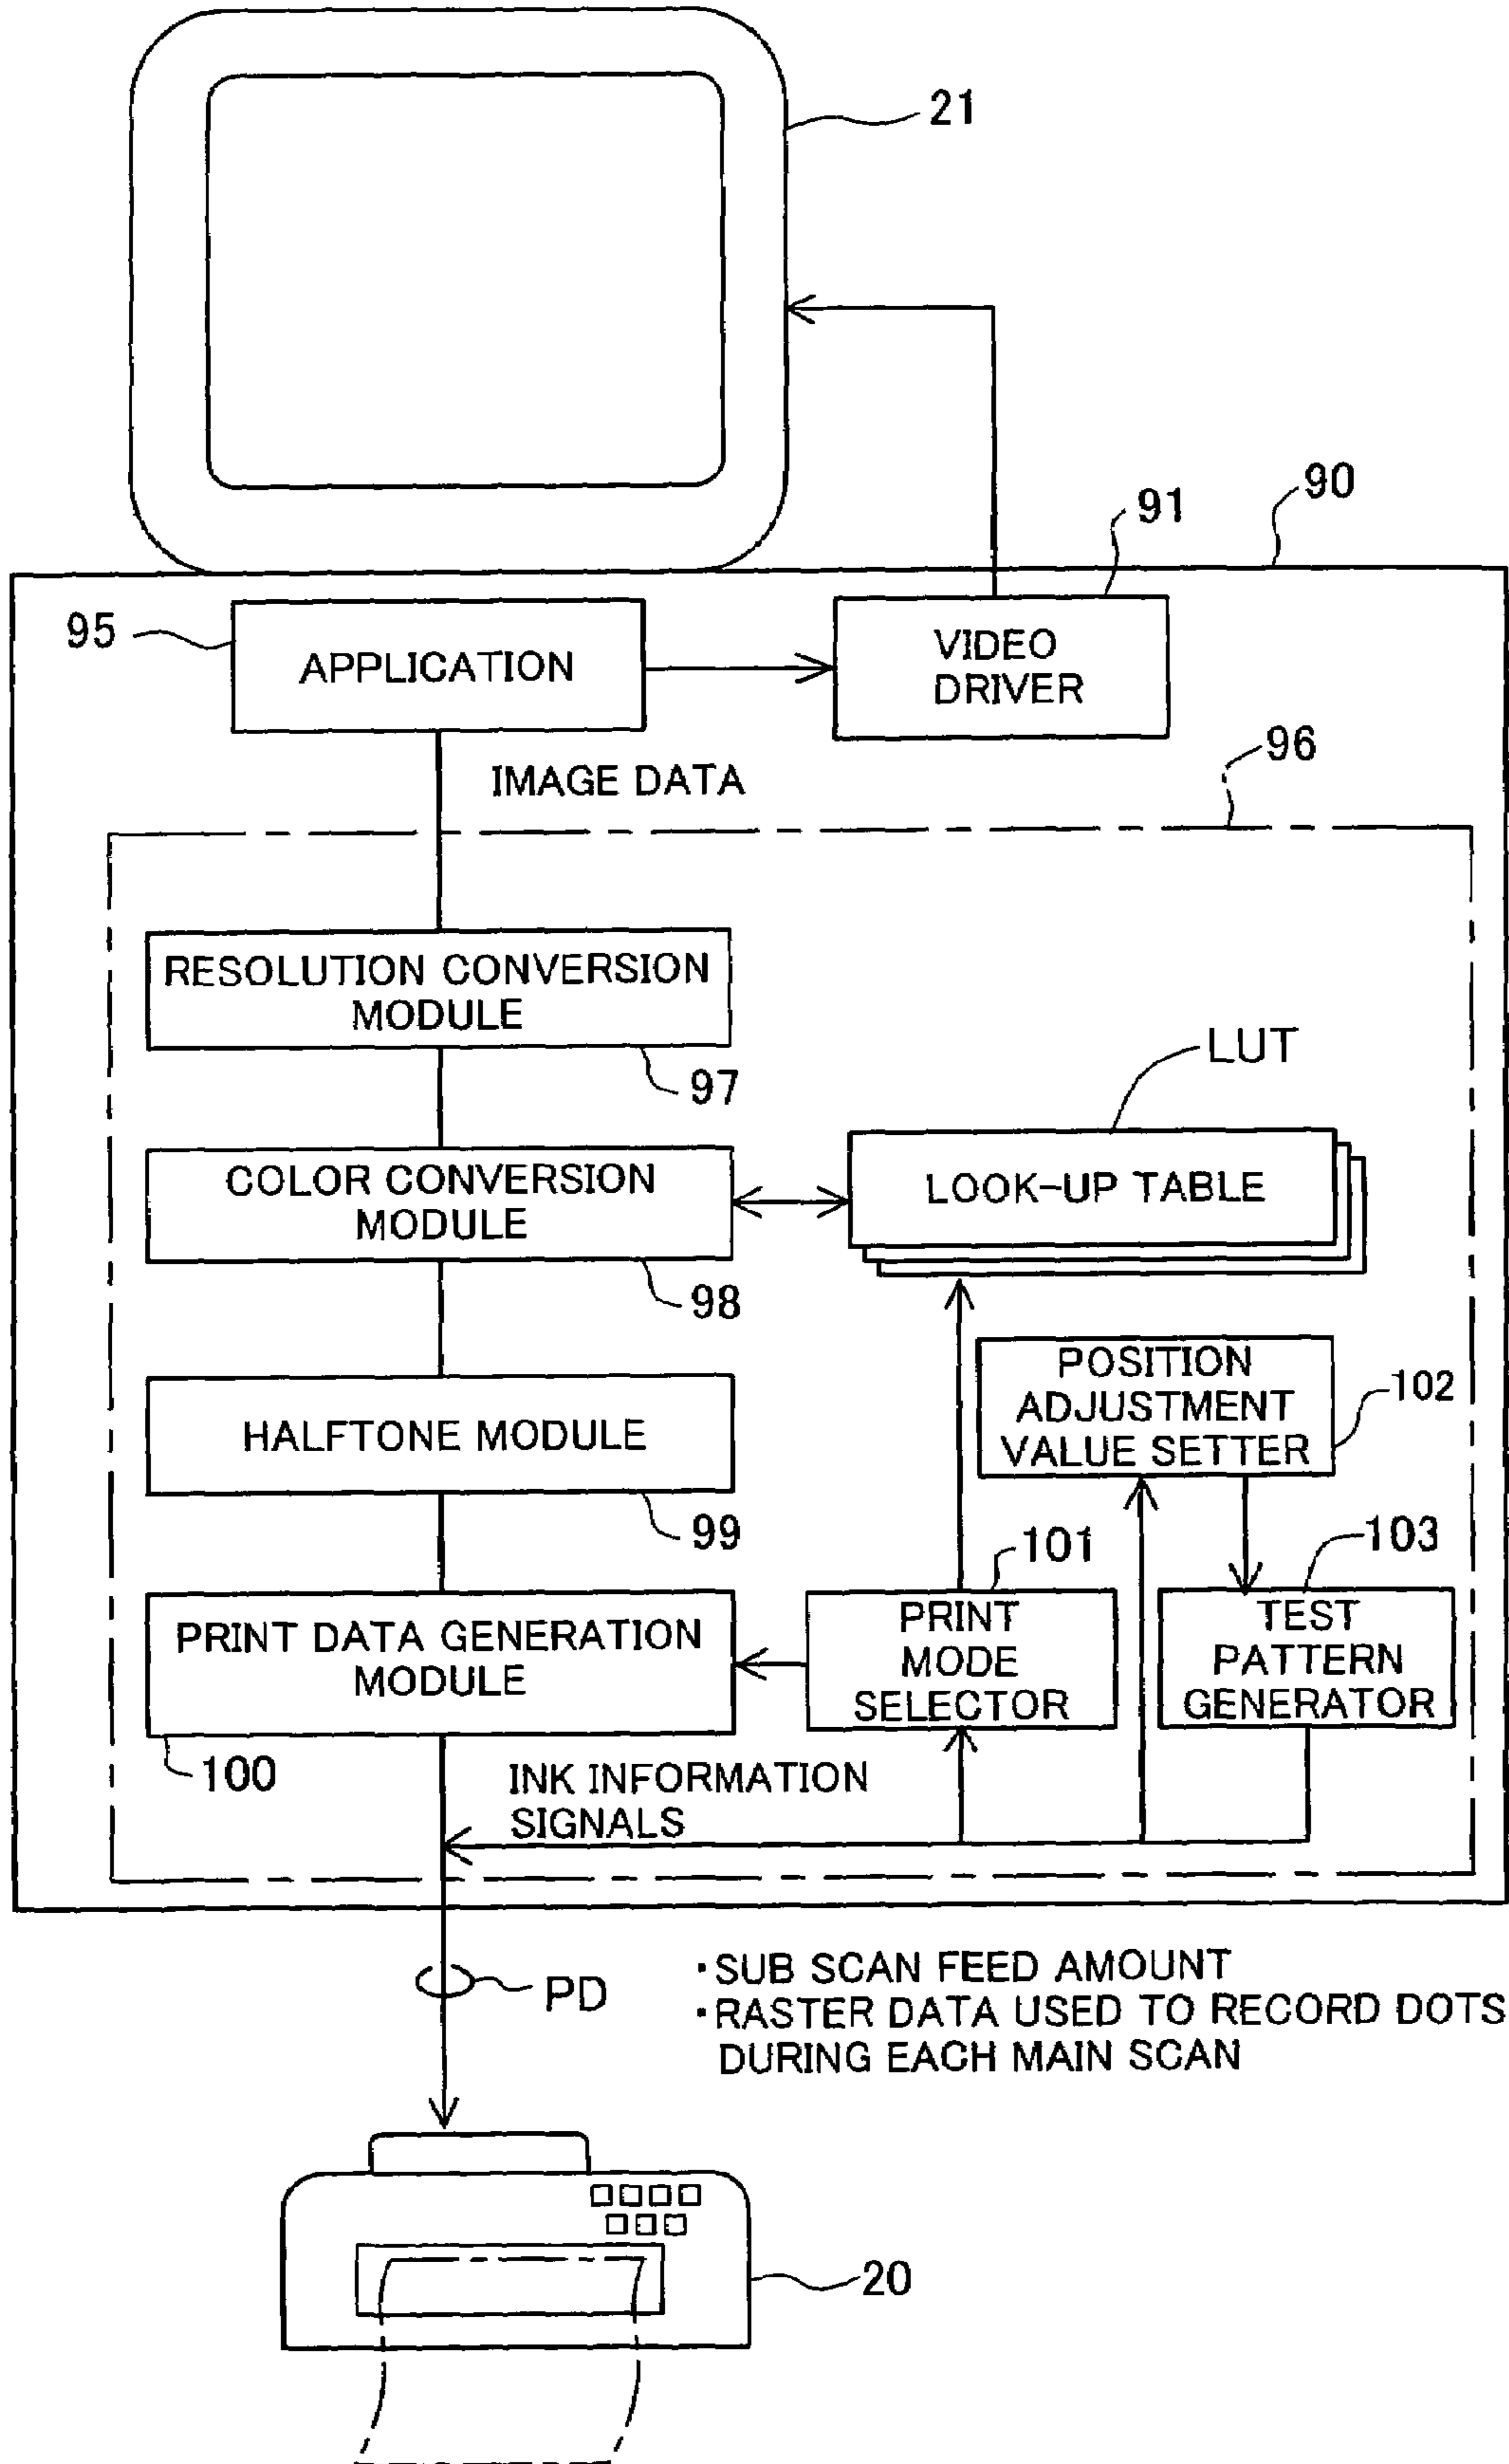 21
90
91
95
APPLICATION
VIDEO
DRIVER
96
IMAGE DATA
RESOLUTION CONVERSION
MODULE
97
LUT
COLOR CONVERSION
MODULE
98
LOOK-UP TABLE
POSITION
ADJUSTMENT
VALUE SETTER
102
HALFTONE MODULE
99
101
103
PRINT DATA GENERATION
MODULE
100
PRINT
MODE
SELECTOR
TEST
PATTERN
GENERATOR
INK INFORMATION
SIGNALS
PD
・SUB SCAN FEED AMOUNT
・RASTER DATA USED TO RECORD DOTS
DURING EACH MAIN SCAN
20